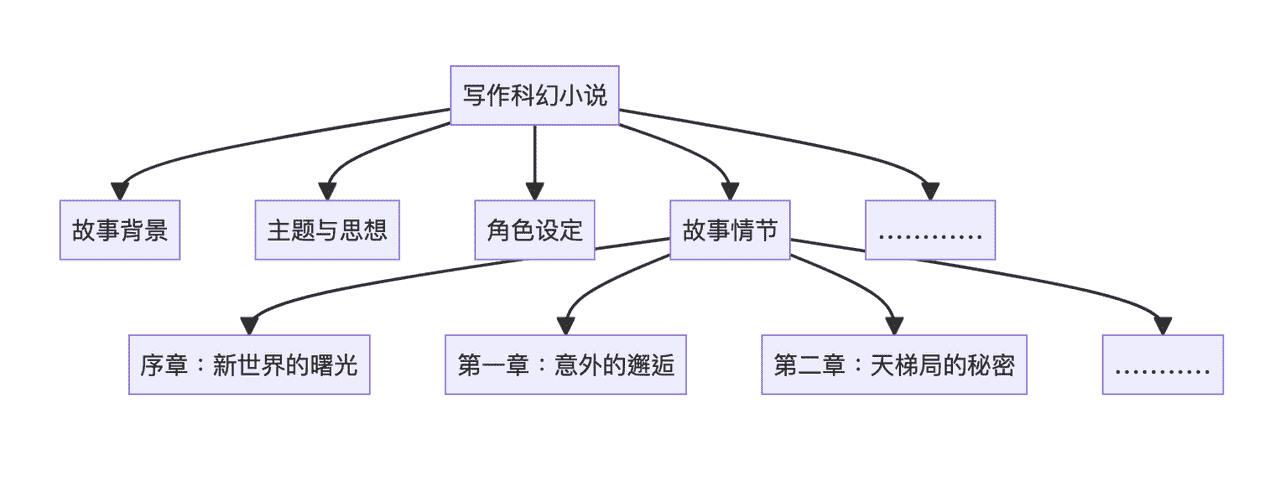 写作科幻小说
故事背景
主题与思想
角色设定
故事情节
…………
序章：新世界的曙光
第一章：意外的邂逅
第二章：天梯局的秘密
………..